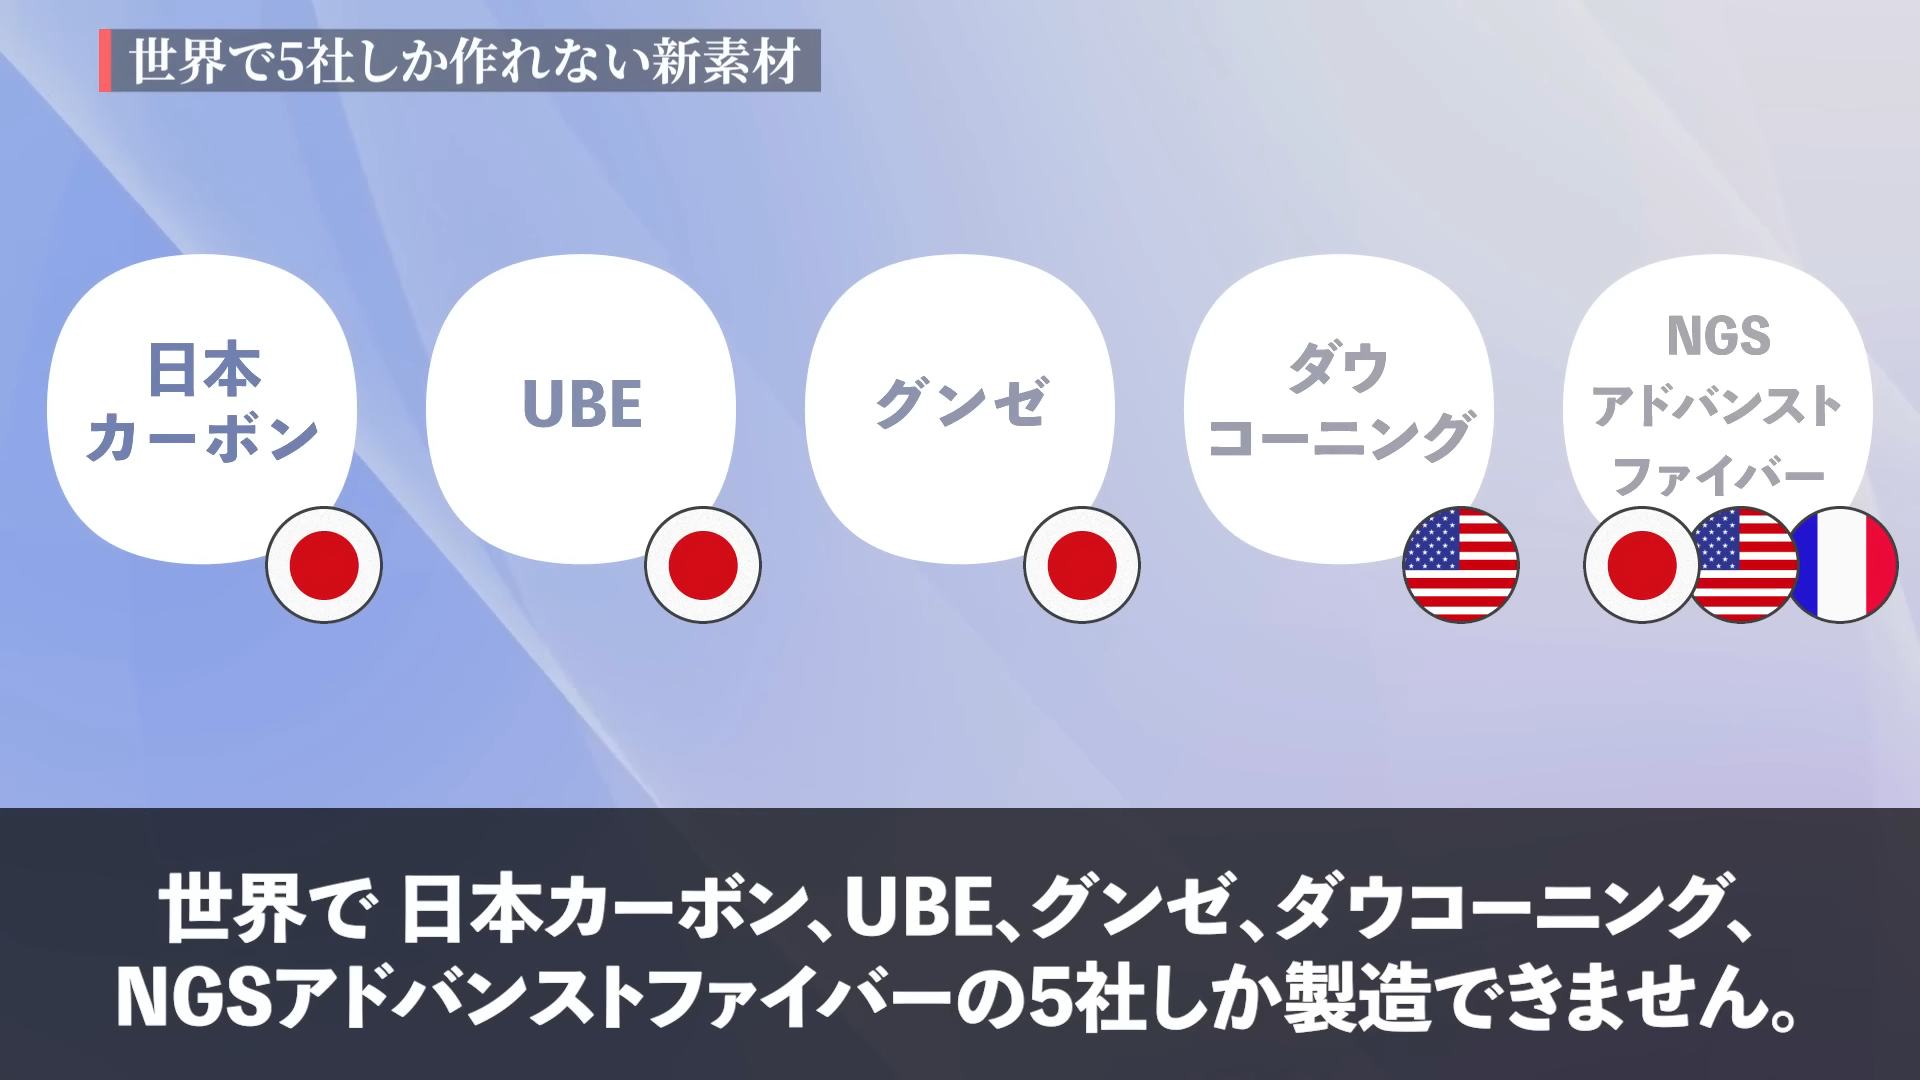 世界で5社しか作れない新素材
日本
カーボン
UBE
グンゼ
ダウ
コーニング
NGS
アドバンスト
ファイバー
世界で 日本カーボン、UBE、グンゼ、ダウコーニング、
NGSアドバンストファイバーの5社しか製造できません。